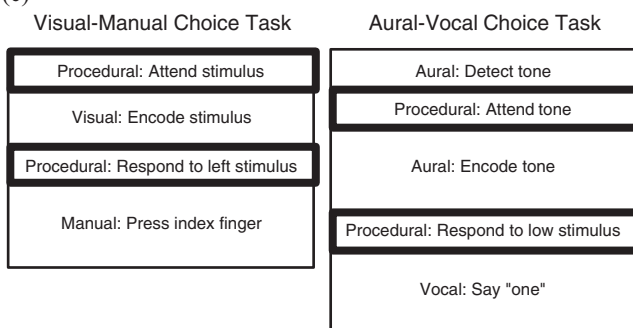 Visual-Manual Choice Task
Procedural: Attend stimulus
Visual: Encode stimulus
Procedural: Respond to left stimulus
Manual: Press index finger
Aural-Vocal Choice Task
Aural: Detect tone
Procedural: Attend tone
Aural: Encode tone
Procedural: Respond to low stimulus
Vocal: Say "one"